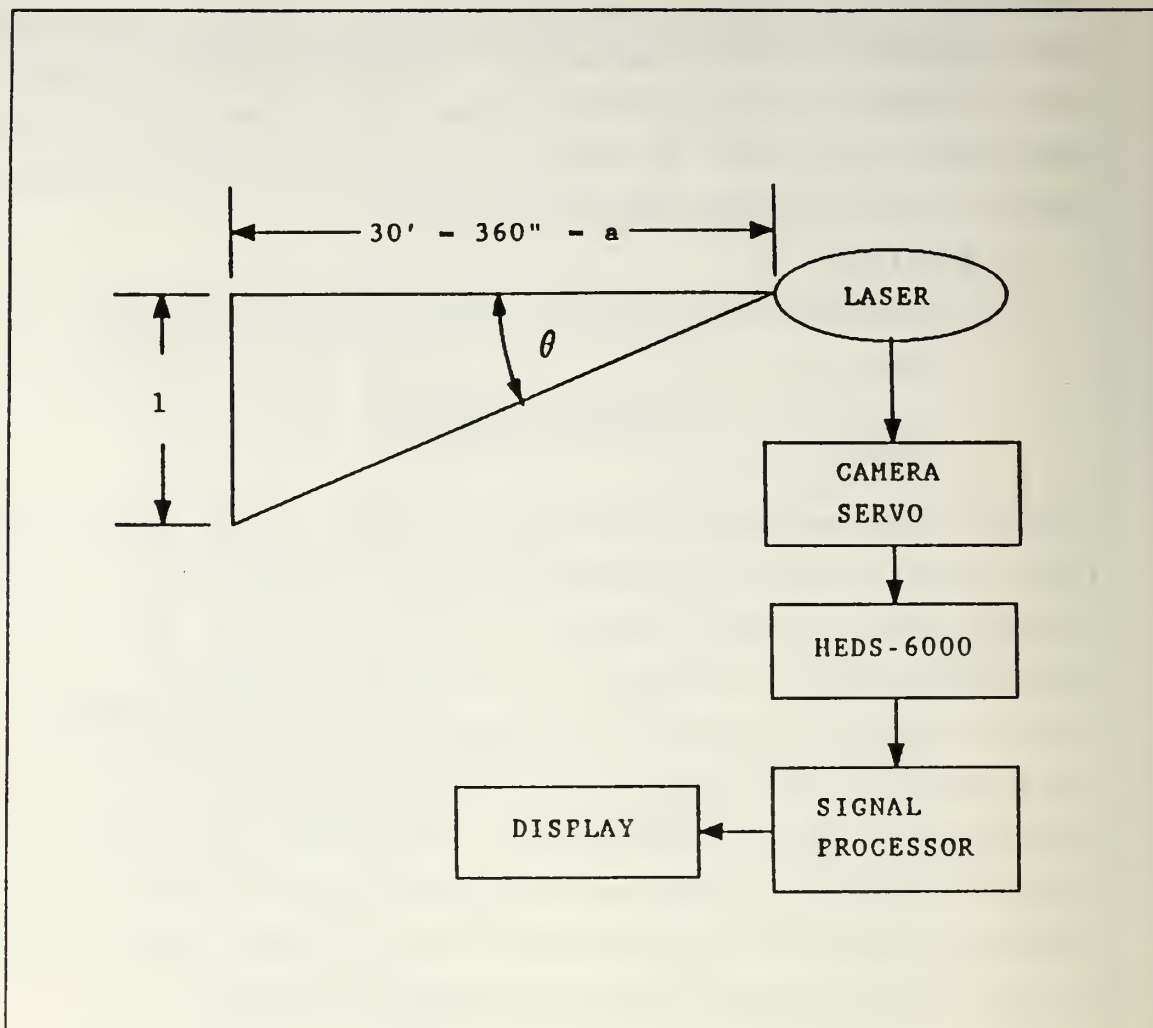 30' - 360" - a
LASER
θ
1
CAMERA
SERVO
HEDS-6000
SIGNAL
PROCESSOR
DISPLAY